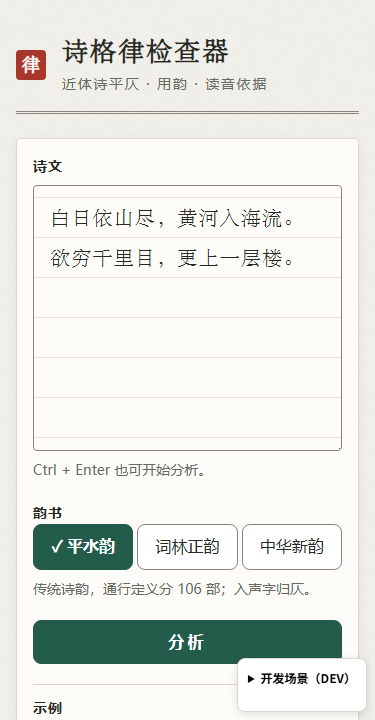 律
诗格律检查器
近体诗平仄 · 用韵 · 读音依据
诗文
白日依山尽，黄河入海流。
欲穷千里目，更上一层楼。
Ctrl + Enter 也可开始分析。
韵书
✓ 平水韵 词林正韵 中华新韵
传统诗韵，通行定义分 106 部；入声字归仄。
分析
▶ 开发场景（DEV）
示例